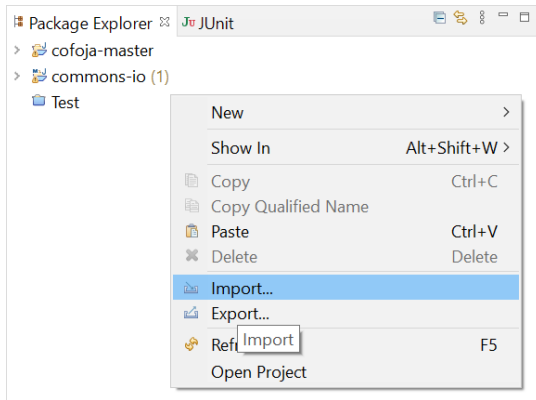 Package Explorer JUnit
cofoja-master
commons-io (1)
Test
New
Show In Alt+Shift+W
Copy Ctrl+C
Copy Qualified Name
Paste Ctrl+V
Delete Delete
Import...
Export...
Import
Refr F5
Open Project